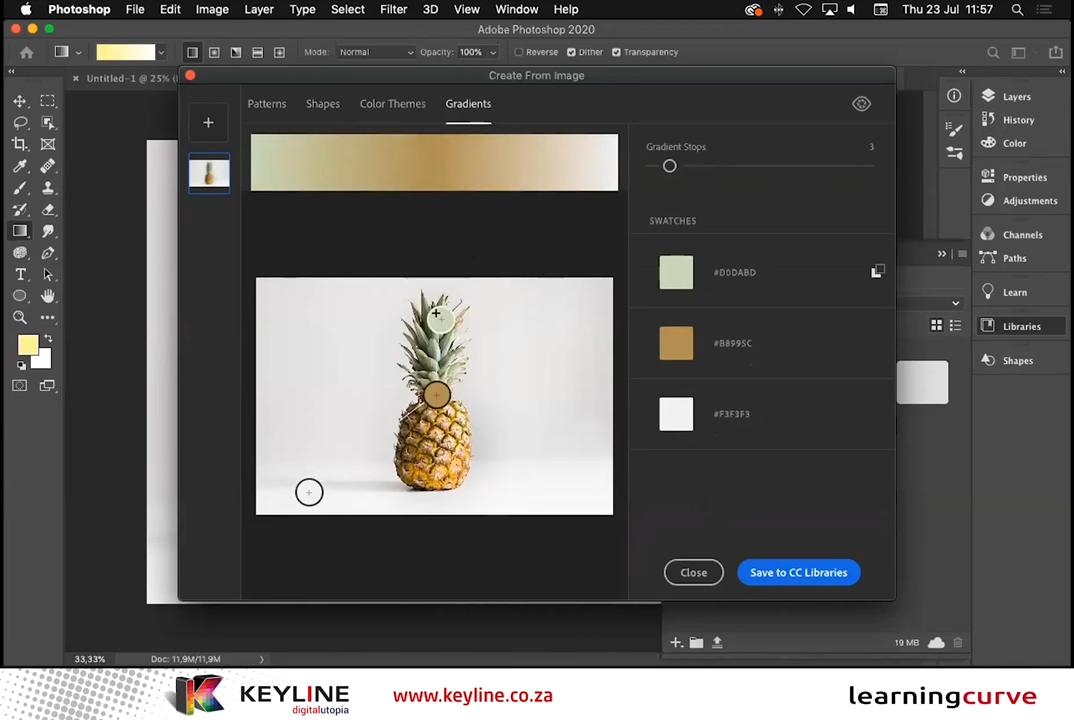 Photoshop File Edit Image Layer Type Select Filter 3D View Window Help Thu 23 Jul 11:57
Adobe Photoshop 2020
Mode: Normal Opacity: 100% Reverse Dither Transparency
Untitled-1 @ 25% (
Create From Image
Patterns Shapes Color Themes Gradients
Gradient Stops 3
SWATCHES
#D0DABD
#B8995C
#F3F3F3
Close Save to CC Libraries
Layers
History
Color
Properties
Adjustments
Channels
Paths
Learn
Libraries
Shapes
19 MB
33,33% Doc: 11,9M/11,9M
KEYLINE
digitalutopia
www.keyline.co.za
learningcurve